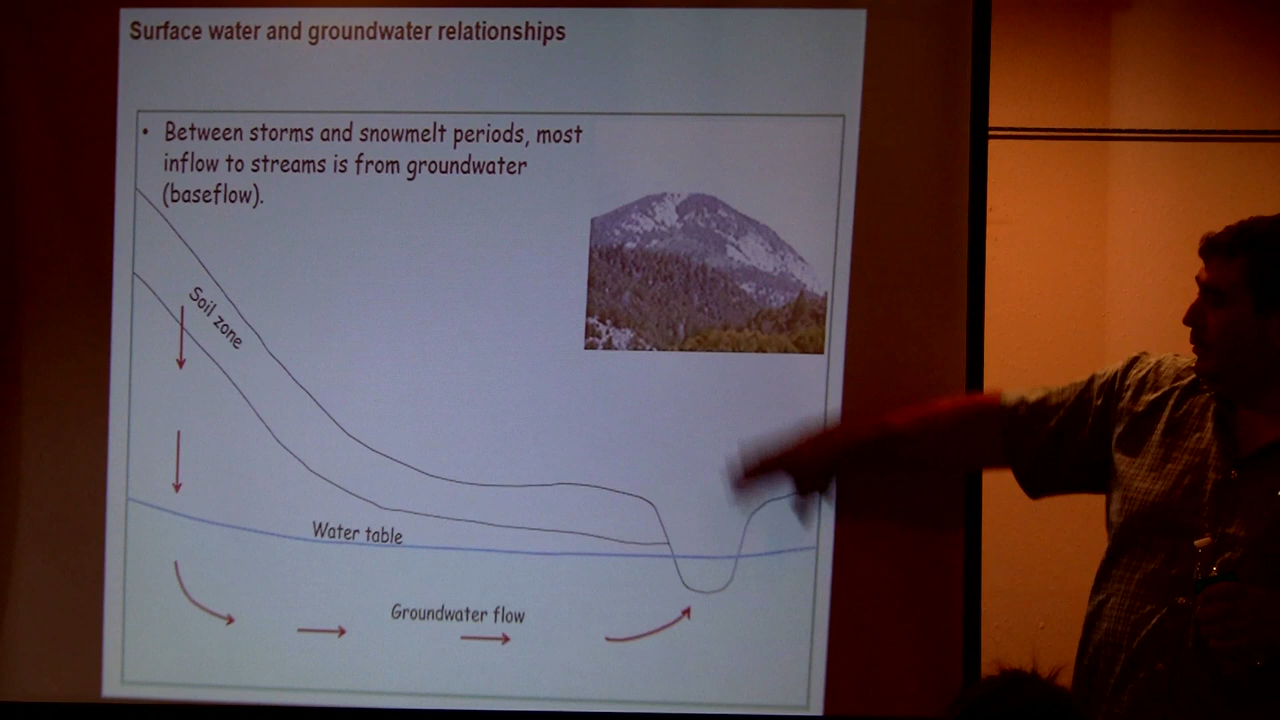 Surface water and groundwater relationships
• Between storms and snowmelt periods, most
inflow to streams is from groundwater
(baseflow).
Soil zone
Water table
Groundwater flow